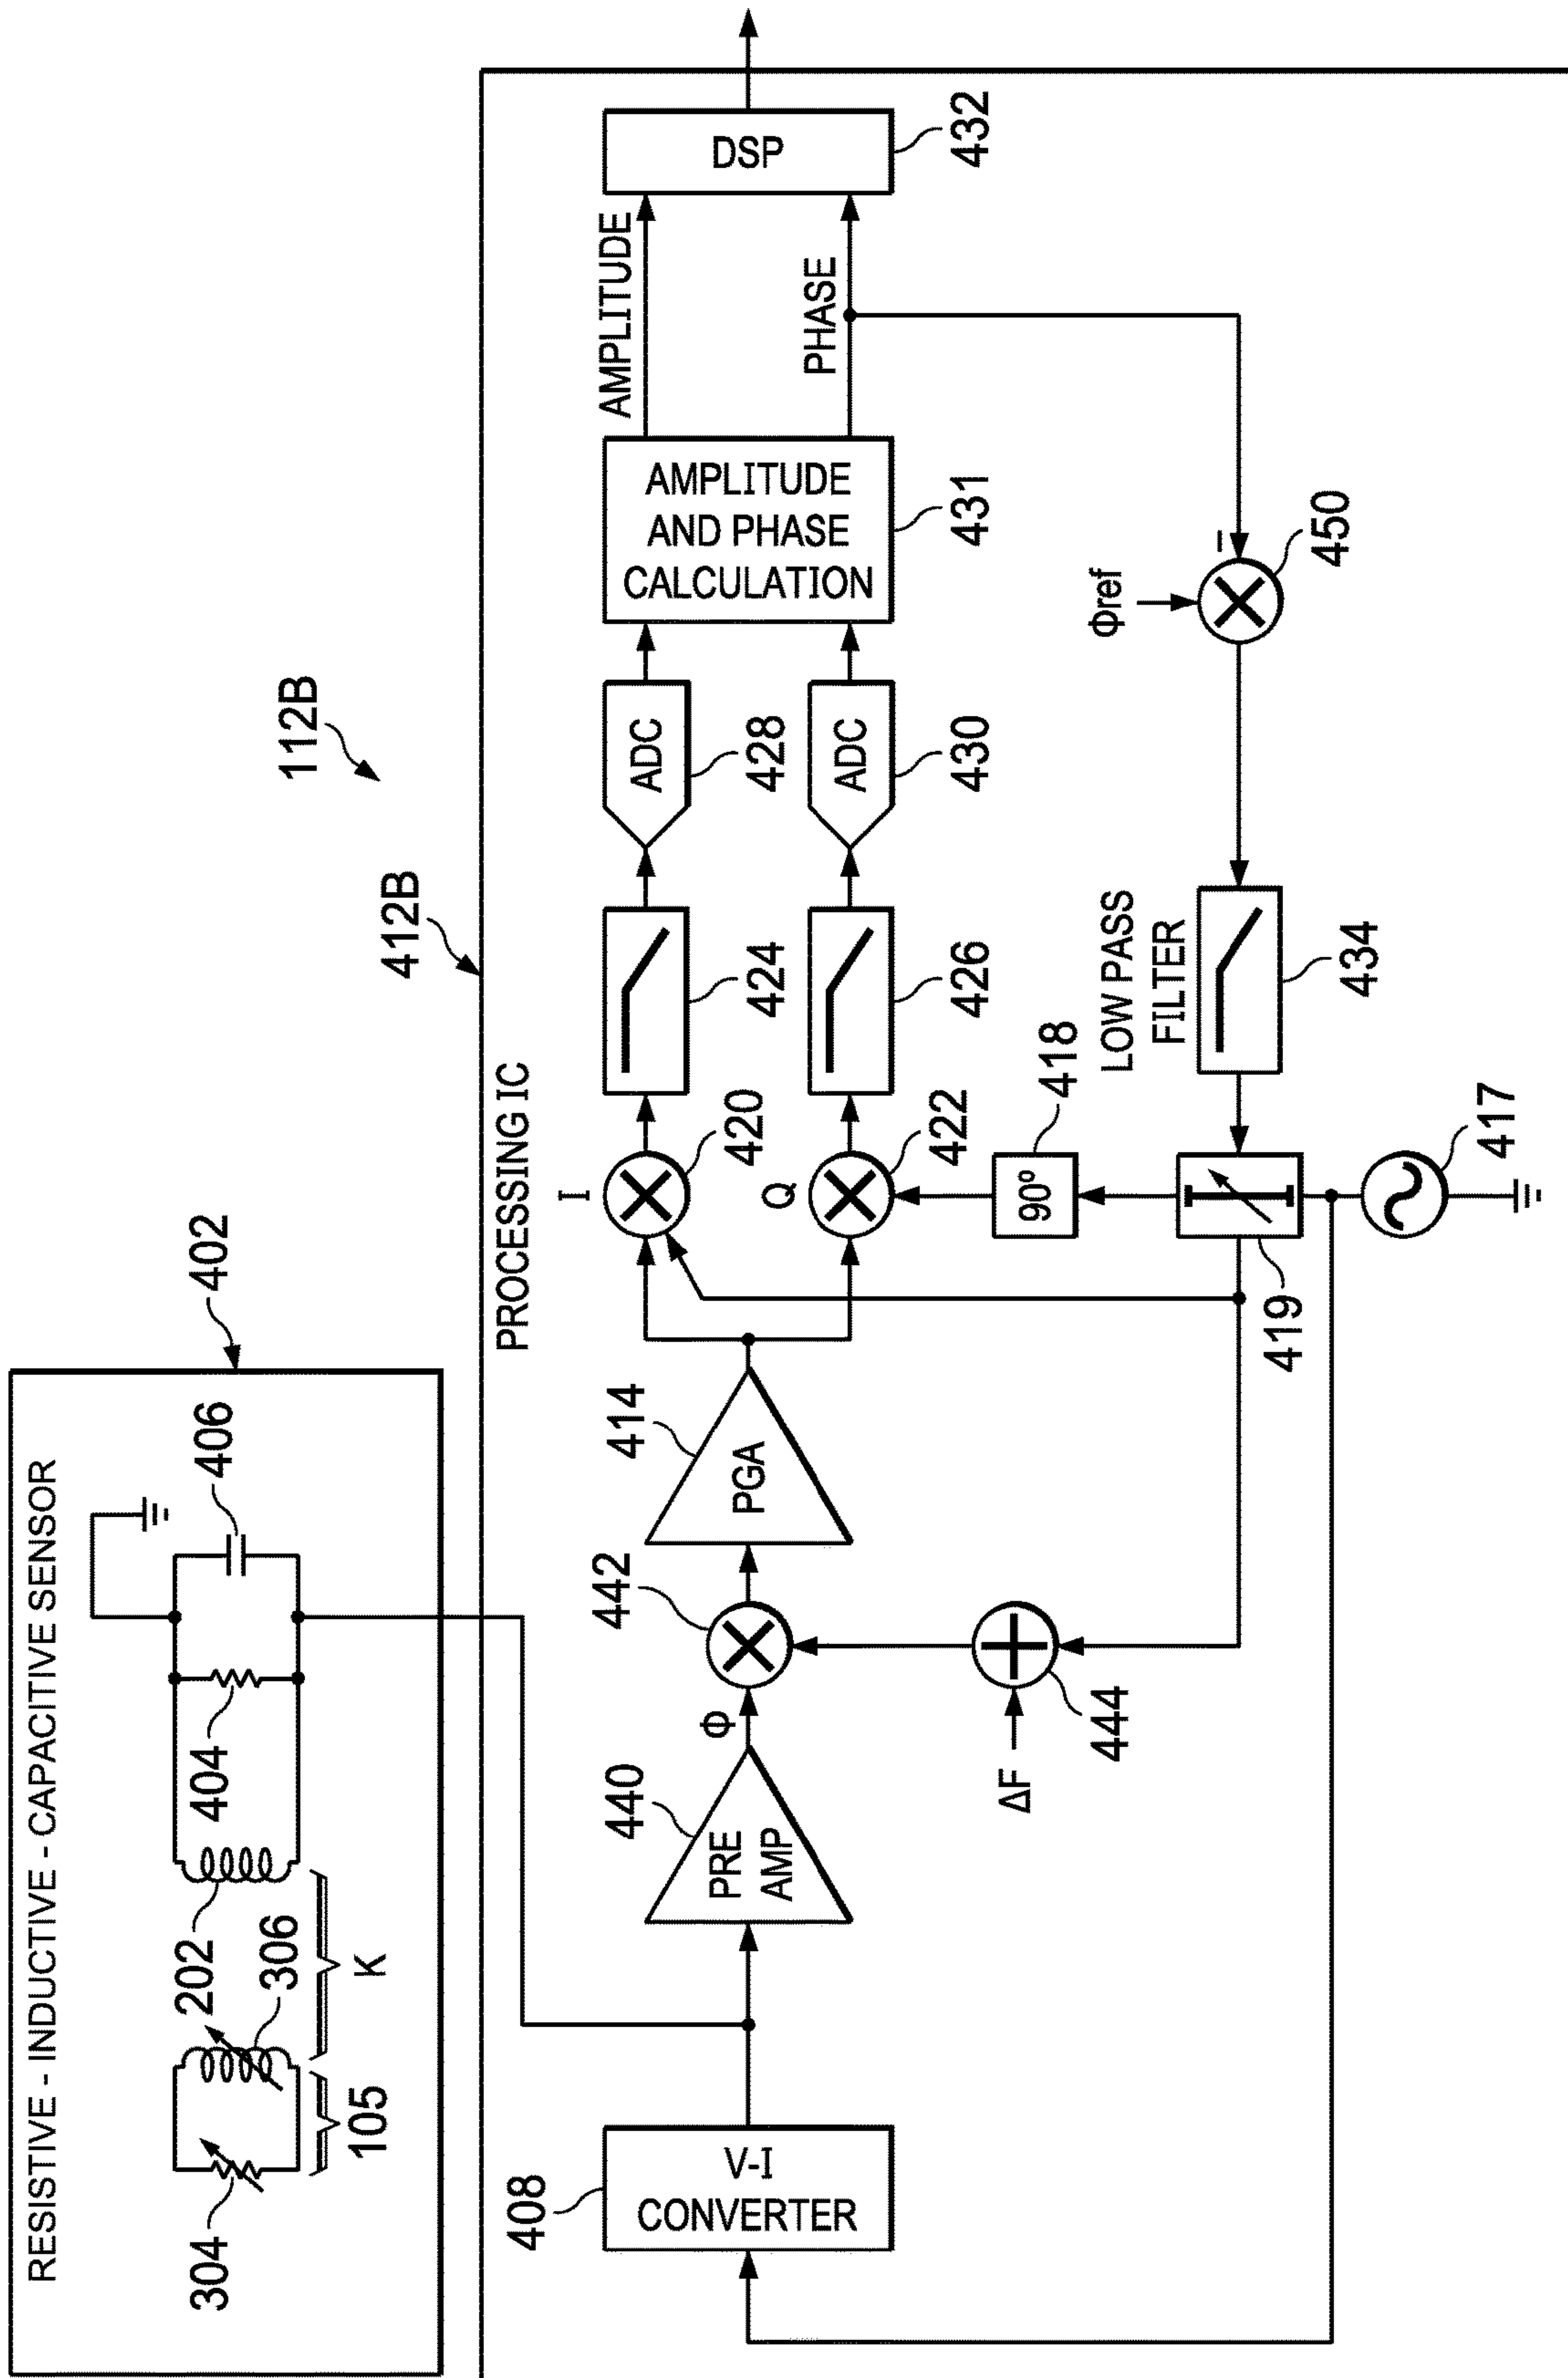 112B
RESISTIVE - INDUCTIVE - CAPACITIVE SENSOR
402
304
105
306
202
K
404
406
412B
PROCESSING IC
408
V-I
CONVERTER
440
PRE
AMP
Φ
442
414
PGA
I
420
424
ADC
428
AMPLITUDE
AND PHASE
CALCULATION
431
AMPLITUDE
PHASE
DSP
432
Q
422
426
ADC
430
ΔF
444
90º
418
419
417
LOW PASS
FILTER
434
Φref
−
450